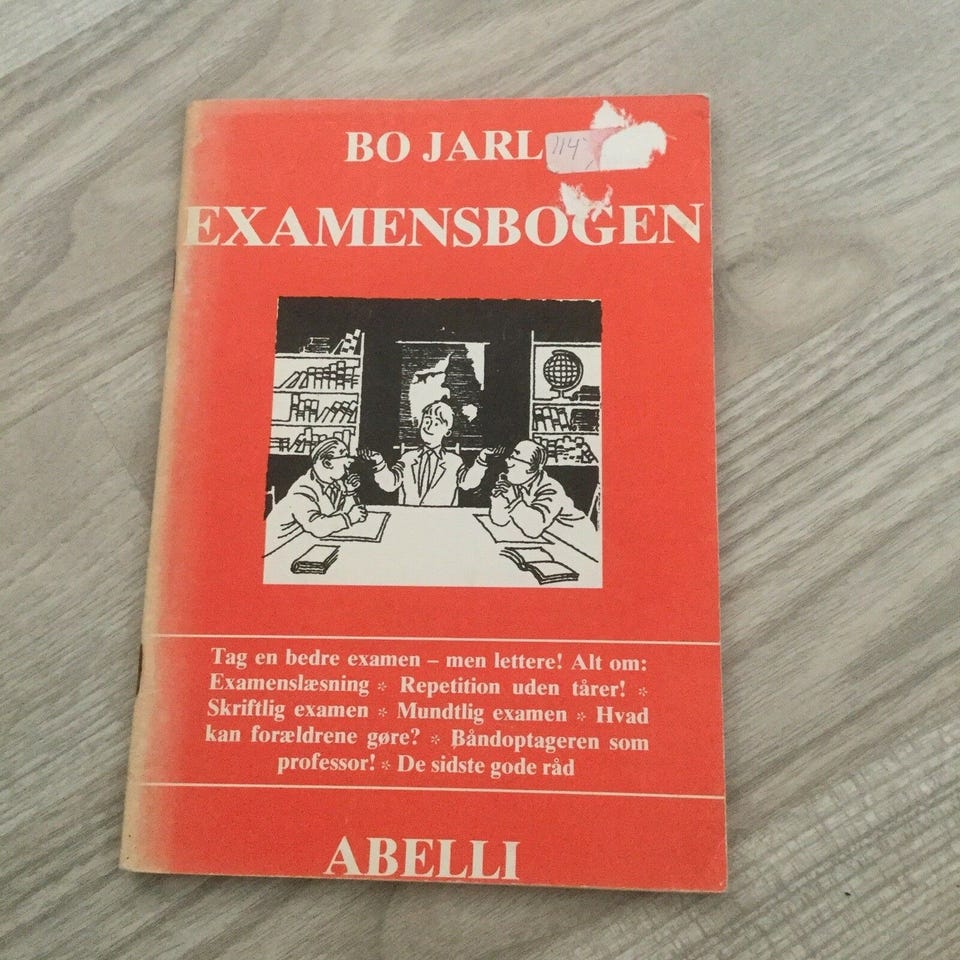 BO JARL
114
EXAMENSBOGEN
Tag en bedre examen – men lettere! Alt om:
Examenslæsning * Repetition uden tårer! *
Skriftlig examen * Mundtlig examen * Hvad
kan forældrene gøre? * Båndoptageren som
professor! * De sidste gode råd
ABELLI